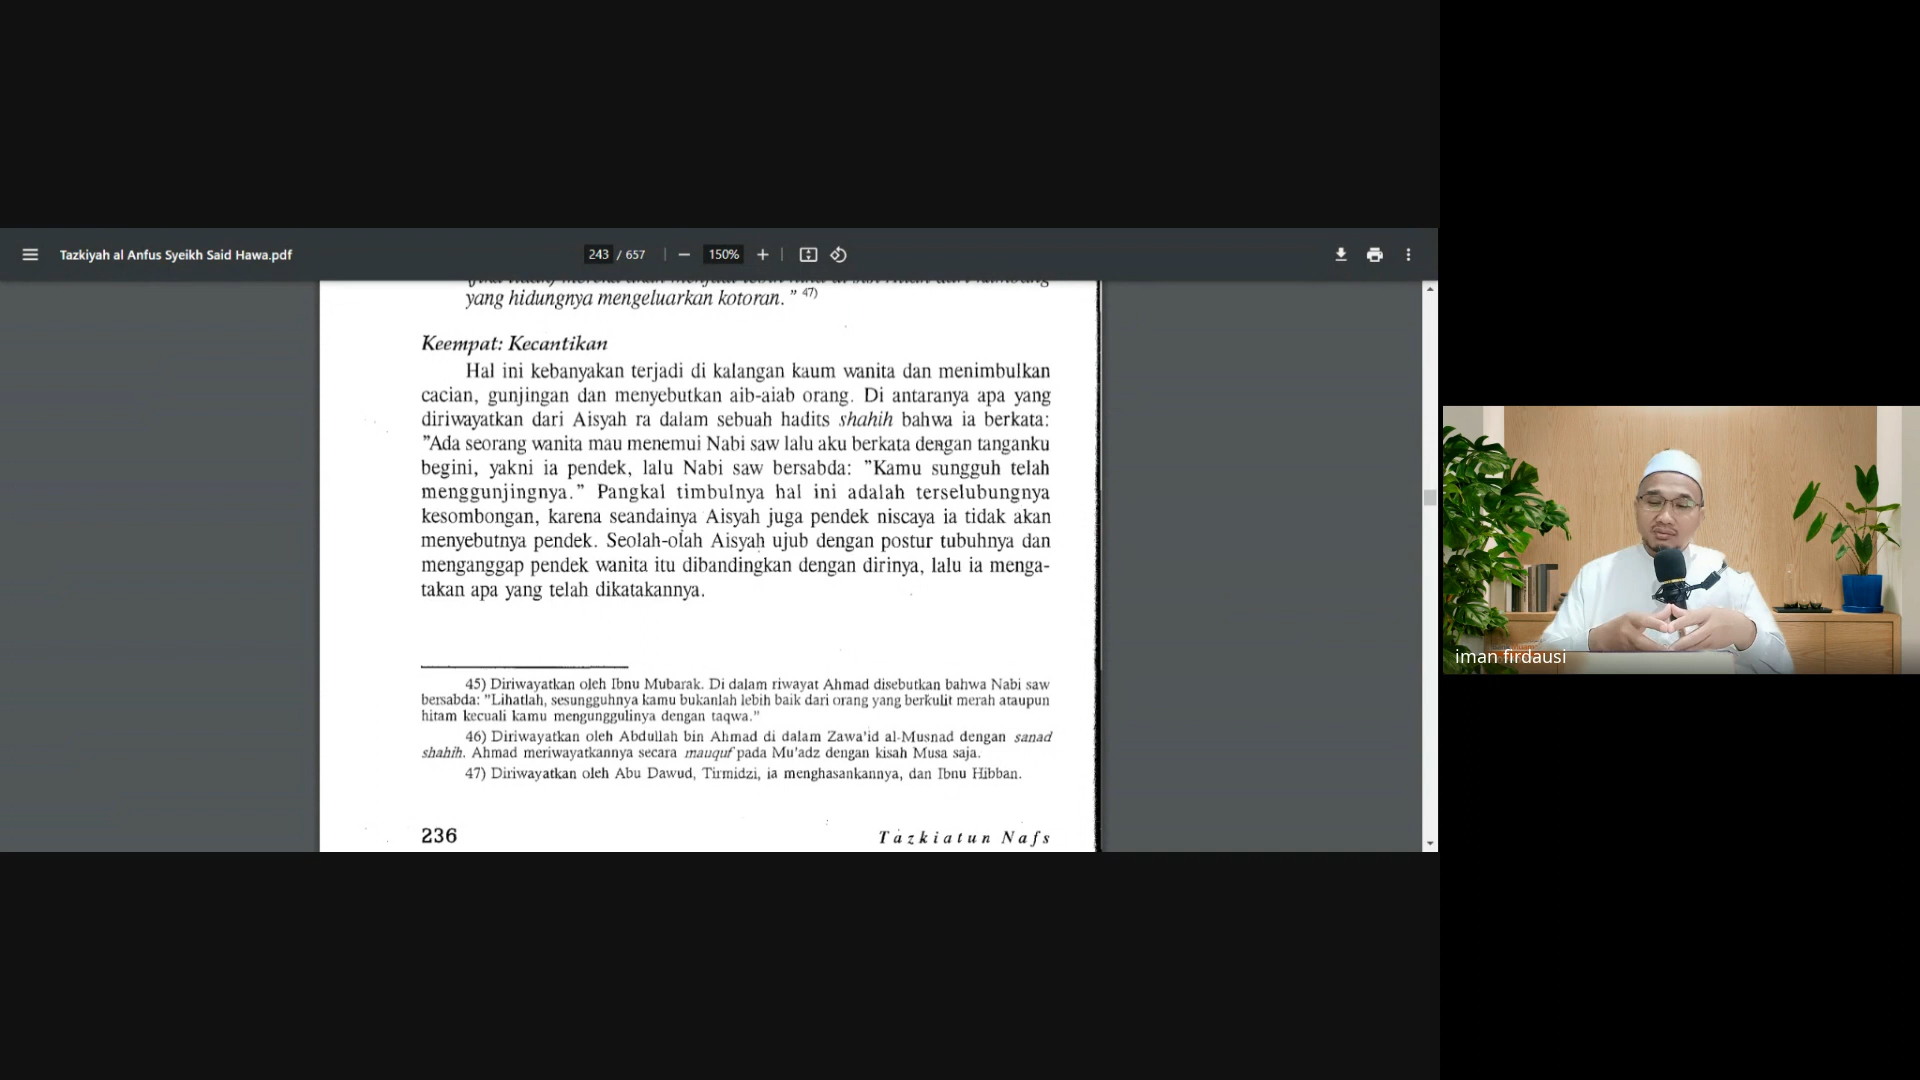 Tazkiyah al Anfus Syeikh Said Hawa.pdf
243 / 657
150%
yang hidungnya mengeluarkan kotoran. ” 47)
Keempat: Kecantikan
Hal ini kebanyakan terjadi di kalangan kaum wanita dan menimbulkan
cacian, gunjingan dan menyebutkan aib-aiab orang. Di antaranya apa yang
diriwayatkan dari Aisyah ra dalam sebuah hadits shahih bahwa ia berkata:
”Ada seorang wanita mau menemui Nabi saw lalu aku berkata dengan tanganku
begini, yakni ia pendek, lalu Nabi saw bersabda: ”Kamu sungguh telah
menggunjingnya.” Pangkal timbulnya hal ini adalah terselubungnya
kesombongan, karena seandainya Aisyah juga pendek niscaya ia tidak akan
menyebutnya pendek. Seolah-olah Aisyah ujub dengan postur tubuhnya dan
menganggap pendek wanita itu dibandingkan dengan dirinya, lalu ia menga-
takan apa yang telah dikatakannya.
45) Diriwayatkan oleh Ibnu Mubarak. Di dalam riwayat Ahmad disebutkan bahwa Nabi saw
bersabda: "Lihatlah, sesungguhnya kamu bukanlah lebih baik dari orang yang berkulit merah ataupun
hitam kecuali kamu mengunggulinya dengan taqwa."
46) Diriwayatkan oleh Abdullah bin Ahmad di dalam Zawa'id al-Musnad dengan sanad
shahih. Ahmad meriwayatkannya secara mauquf pada Mu'adz dengan kisah Musa saja.
47) Diriwayatkan oleh Abu Dawud, Tirmidzi, ia menghasankannya, dan Ibnu Hibban.
236
Tazkiatun Nafs
iman firdausi